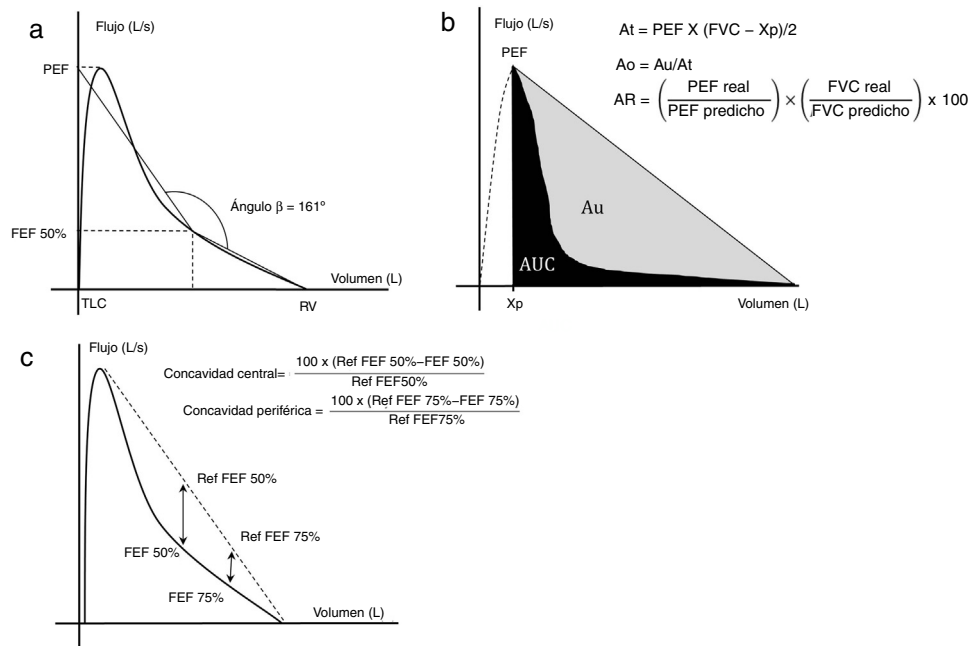 a
Flujo (L/s)
PEF
Ángulo β = 161º
FEF 50%
Volumen (L)
TLC
RV
b
Flujo (L/s)
PEF
At = PEF X (FVC − Xp)/2
Ao = Au/At
AR = (PEF real / PEF predicho) × (FVC real / FVC predicho) x 100
Au
AUC
Xp
Volumen (L)
c
Flujo (L/s)
Concavidad central= 100 x (Ref FEF 50%−FEF 50%) / Ref FEF50%
Concavidad periférica = 100 x (Ref FEF 75%−FEF 75%) / Ref FEF75%
Ref FEF 50%
Ref FEF 75%
FEF 50%
FEF 75%
Volumen (L)